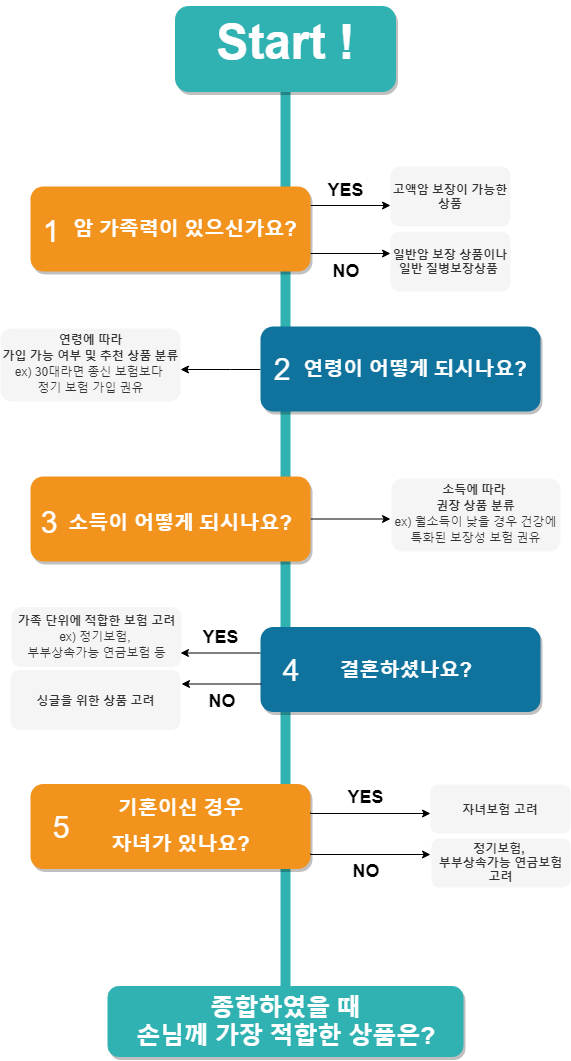 Start !
YES
고액암 보장이 가능한
상품
1 암 가족력이 있으신가요?
NO
일반암 보장 상품이나
일반 질병보장상품
연령에 따라
가입 가능 여부 및 추천 상품 분류
ex) 30대라면 종신 보험보다
정기 보험 가입 권유
2 연령이 어떻게 되시나요?
3 소득이 어떻게 되시나요?
소득에 따라
권장 상품 분류
ex) 월소득이 낮을 경우 건강에
특화된 보장성 보험 권유
가족 단위에 적합한 보험 고려
ex) 정기보험,
부부상속가능 연금보험 등
YES
4 결혼하셨나요?
싱글을 위한 상품 고려
NO
5 기혼이신 경우
자녀가 있나요?
YES
자녀보험 고려
NO
정기보험,
부부상속가능 연금보험
고려
종합하였을 때
손님께 가장 적합한 상품은?